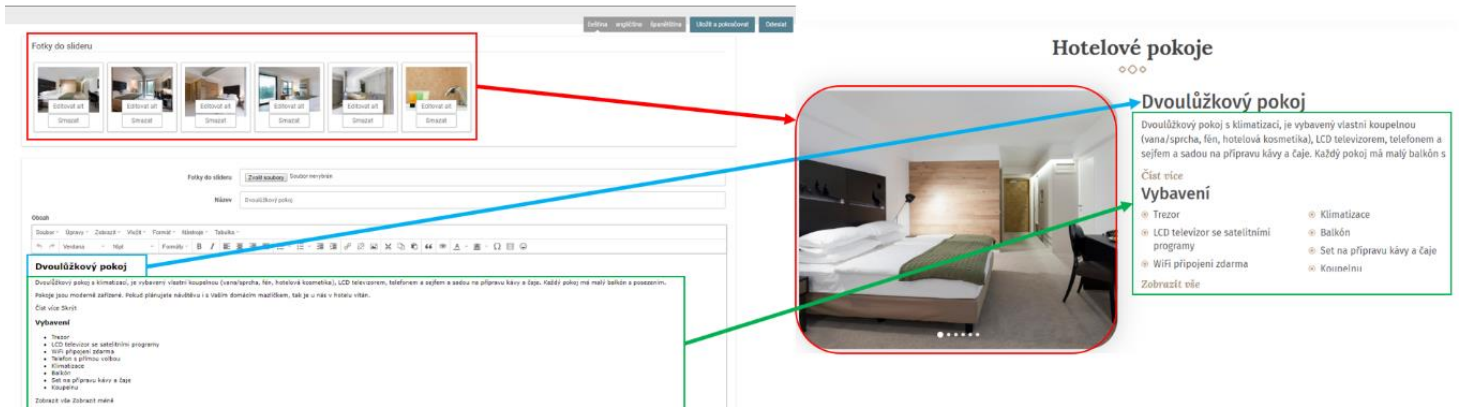 čeština angličtina španělština Uložit a pokračovat Odeslat
Fotky do slideru
Editovat alt Editovat alt Editovat alt Editovat alt Editovat alt Editovat alt
Smazat Smazat Smazat Smazat Smazat Smazat
Fotky do slideru Zvolit soubory Soubor nevybrán
Název Dvoulůžkový pokoj
Obsah
Soubor Úpravy Zobrazit Vložit Formát Nástroje Tabulka
Verdana 10pt Formáty B I
Dvoulůžkový pokoj
Dvoulůžkový pokoj s klimatizací, je vybavený vlastní koupelnou (vana/sprcha, fén, hotelová kosmetika), LCD televizorem, telefonem a sejfem a sadou na přípravu kávy a čaje. Každý pokoj má malý balkón s posezením.
Pokoje jsou moderně zařízené. Pokud plánujete návštěvu i s Vaším domácím mazlíčkem, tak je u nás v hotelu vítán.
Číst více Skrýt
Vybavení
Trezor
LCD televizor se satelitními programy
WiFi připojení zdarma
Telefon s přímou volbou
Klimatizace
Balkón
Set na přípravu kávy a čaje
Koupelnu
Zobrazit vše Zobrazit méně
Hotelové pokoje
Dvoulůžkový pokoj
Dvoulůžkový pokoj s klimatizací, je vybavený vlastní koupelnou
(vana/sprcha, fén, hotelová kosmetika), LCD televizorem, telefonem a
sejfem a sadou na přípravu kávy a čaje. Každý pokoj má malý balkón s
Číst více
Vybavení
Trezor
LCD televizor se satelitními
programy
WiFi připojení zdarma
Klimatizace
Balkón
Set na přípravu kávy a čaje
Koupelnu
Zobrazit vše